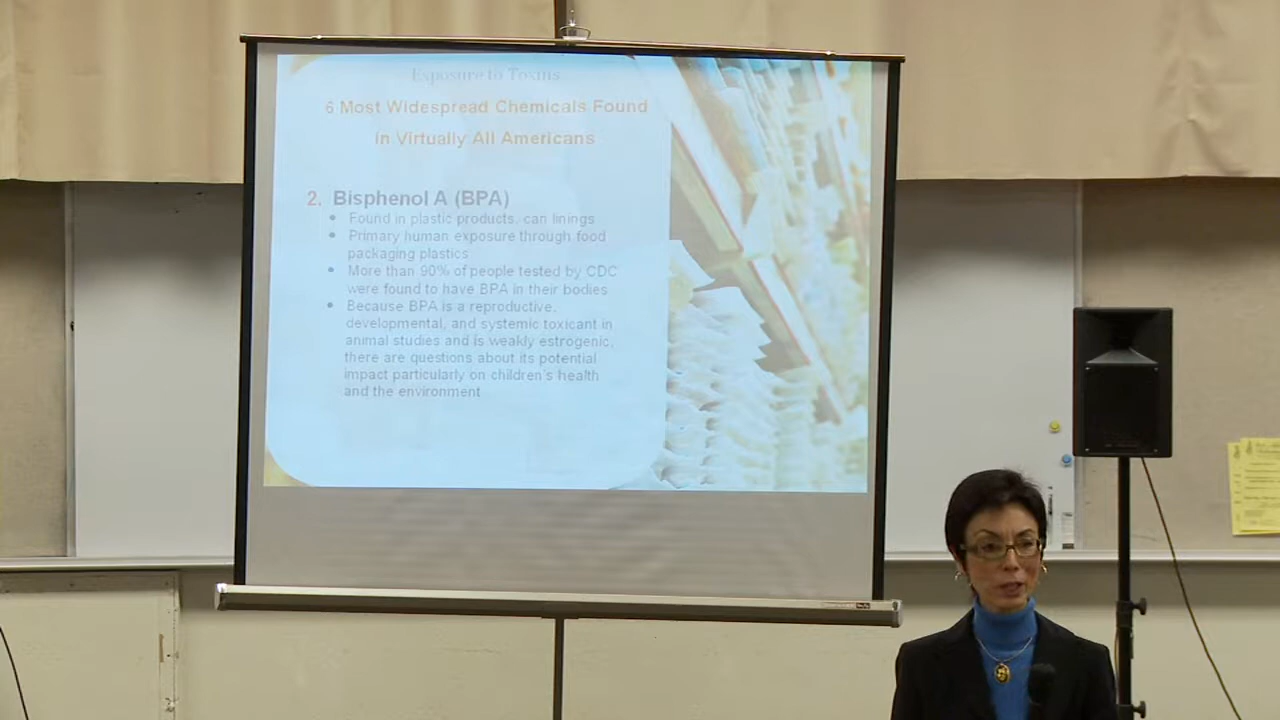 Exposure to Toxins
6 Most Widespread Chemicals Found
in Virtually All Americans
2. Bisphenol A (BPA)
• Found in plastic products, can linings
• Primary human exposure through food
packaging plastics
• More than 90% of people tested by CDC
were found to have BPA in their bodies
• Because BPA is a reproductive,
developmental, and systemic toxicant in
animal studies and is weakly estrogenic,
there are questions about its potential
impact particularly on children's health
and the environment